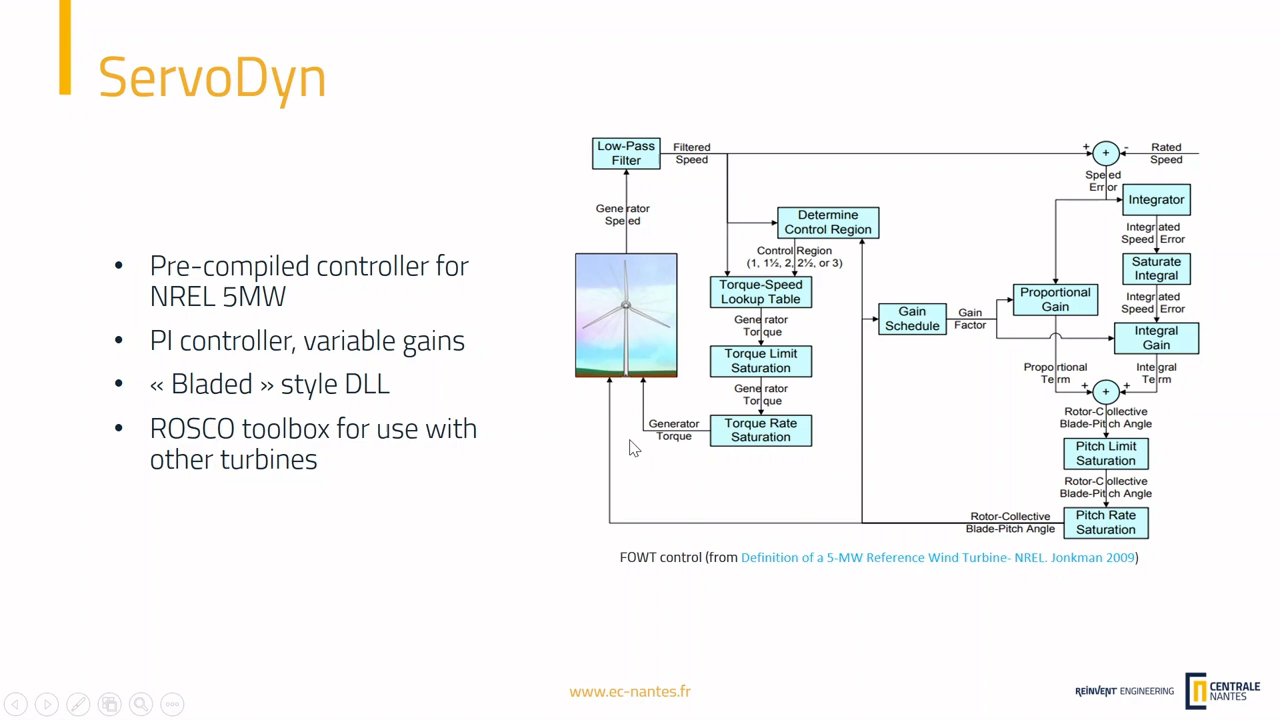 ServoDyn
• Pre-compiled controller for
NREL 5MW
• PI controller, variable gains
• « Bladed » style DLL
• ROSCO toolbox for use with
other turbines
Low-Pass
Filter
Filtered
Speed
+
+
-
Rated
Speed
Speed
Error
Generator
Speed
Determine
Control Region
Integrator
Integrated
Speed Error
Control Region
(1, 1½, 2, 2½, or 3)
Saturate
Integral
Torque-Speed
Lookup Table
Proportional
Gain
Integrated
Speed Error
Gain
Schedule
Gain
Factor
Generator
Torque
Integral
Gain
Torque Limit
Saturation
Proportional
Term
Integral
Term
+
+
+
Generator
Torque
Rotor-Collective
Blade-Pitch Angle
Torque Rate
Saturation
Generator
Torque
Pitch Limit
Saturation
Rotor-Collective
Blade-Pitch Angle
Pitch Rate
Saturation
Rotor-Collective
Blade-Pitch Angle
FOWT control (from Definition of a 5-MW Reference Wind Turbine- NREL. Jonkman 2009)
www.ec-nantes.fr
REINVENT ENGINEERING
CENTRALE
NANTES